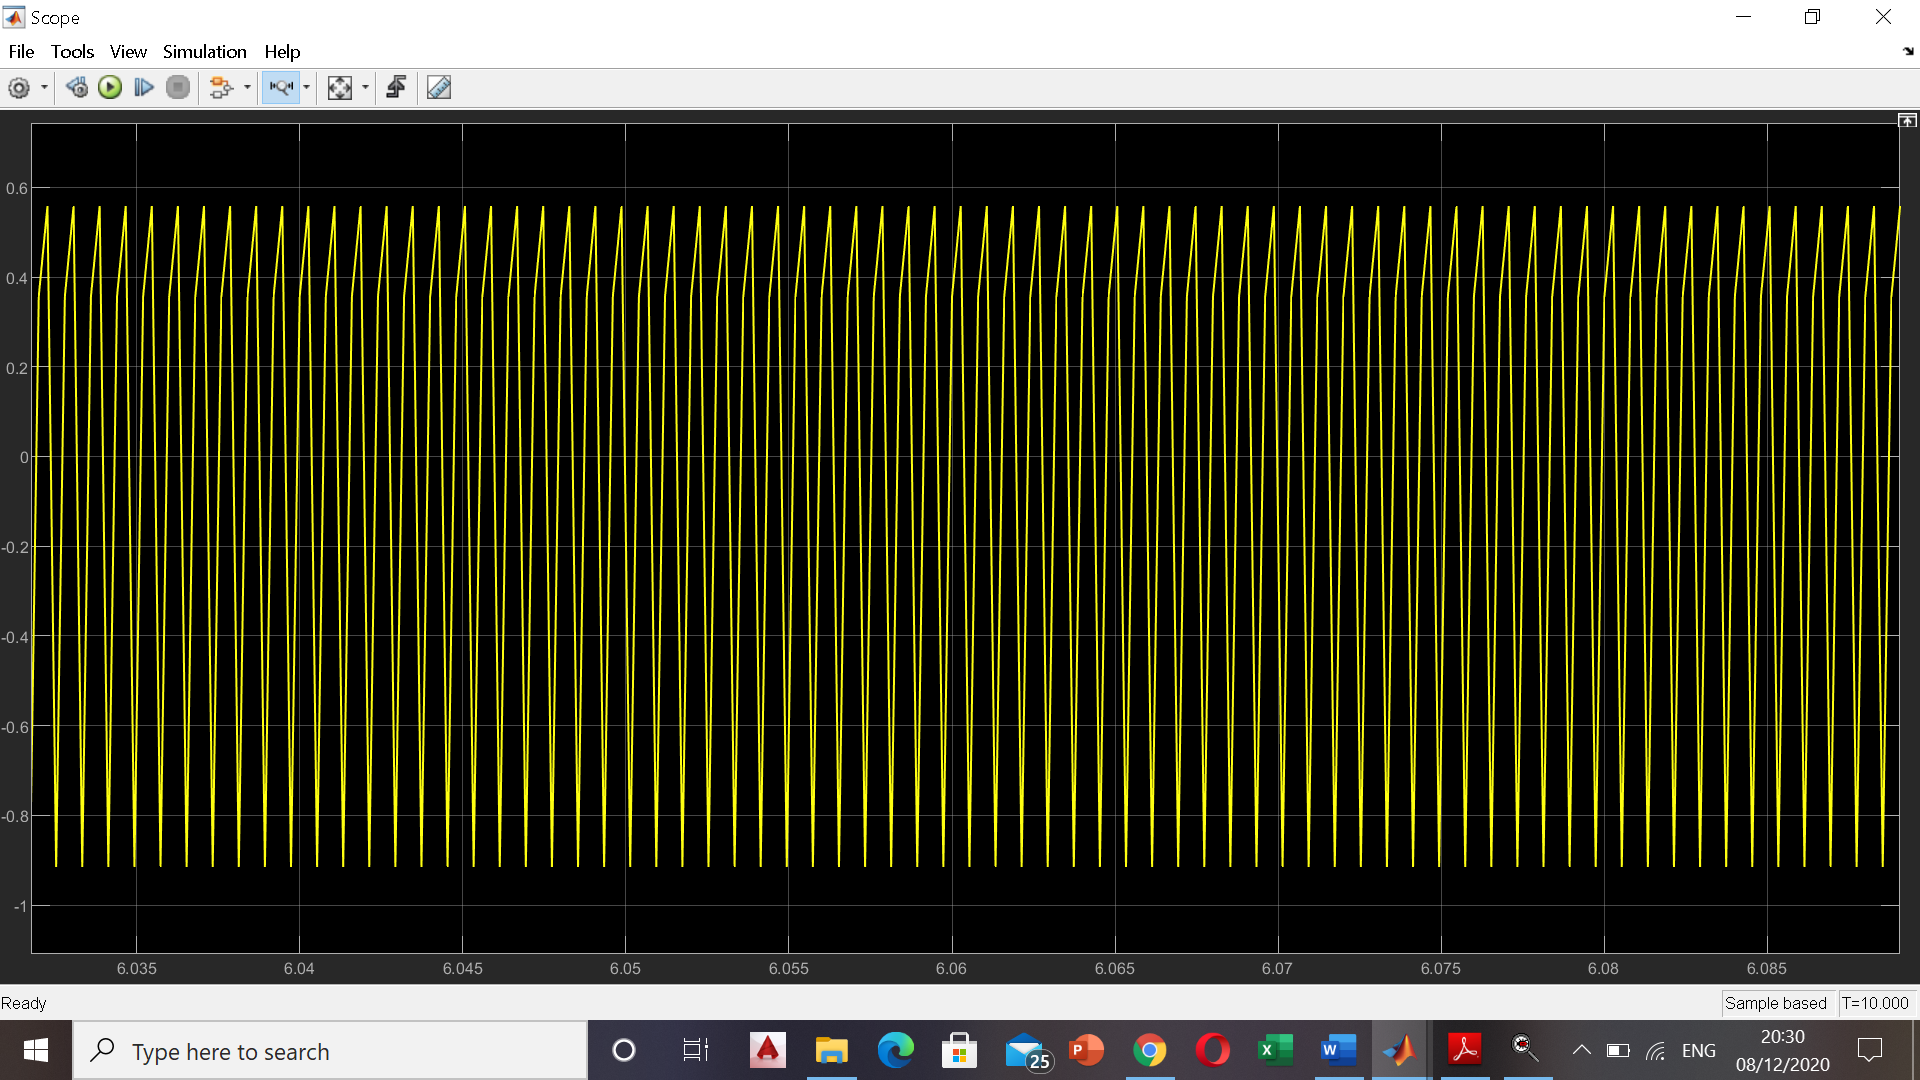 Scope
File Tools View Simulation Help
0.6
0.4
0.2
0
-0.2
-0.4
-0.6
-0.8
-1
6.035 6.04 6.045 6.05 6.055 6.06 6.065 6.07 6.075 6.08 6.085
Ready Sample based T=10.000
Type here to search 25 P X W ENG 20:30
08/12/2020